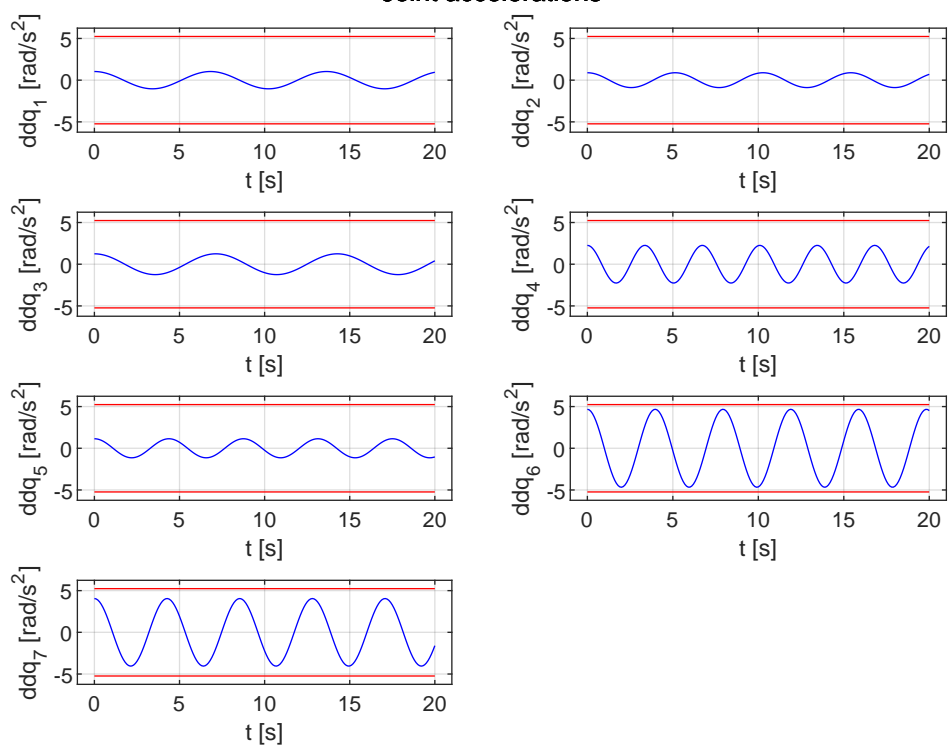 Joint accelerations
ddq1 [rad/s2]
5
0
-5
0 5 10 15 20
t [s]
ddq2 [rad/s2]
5
0
-5
0 5 10 15 20
t [s]
ddq3 [rad/s2]
5
0
-5
0 5 10 15 20
t [s]
ddq4 [rad/s2]
5
0
-5
0 5 10 15 20
t [s]
ddq5 [rad/s2]
5
0
-5
0 5 10 15 20
t [s]
ddq6 [rad/s2]
5
0
-5
0 5 10 15 20
t [s]
ddq7 [rad/s2]
5
0
-5
0 5 10 15 20
t [s]